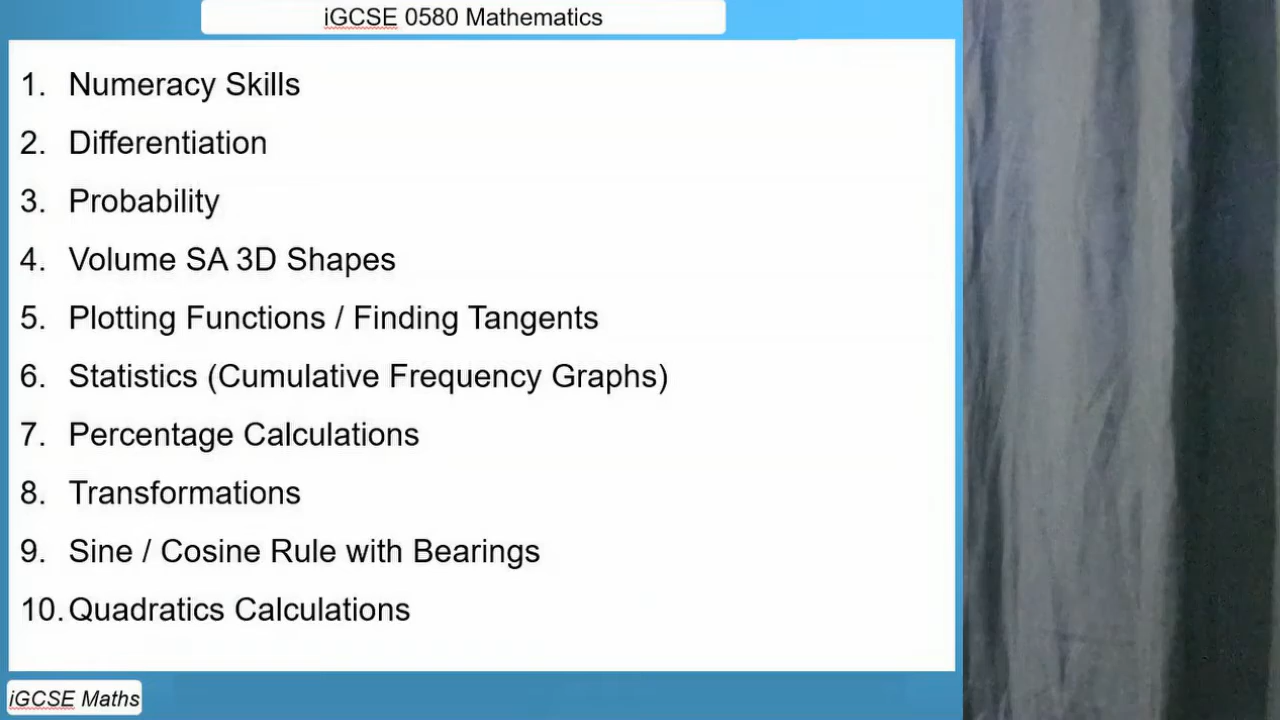 iGCSE 0580 Mathematics
1. Numeracy Skills
2. Differentiation
3. Probability
4. Volume SA 3D Shapes
5. Plotting Functions / Finding Tangents
6. Statistics (Cumulative Frequency Graphs)
7. Percentage Calculations
8. Transformations
9. Sine / Cosine Rule with Bearings
10. Quadratics Calculations
iGCSE Maths